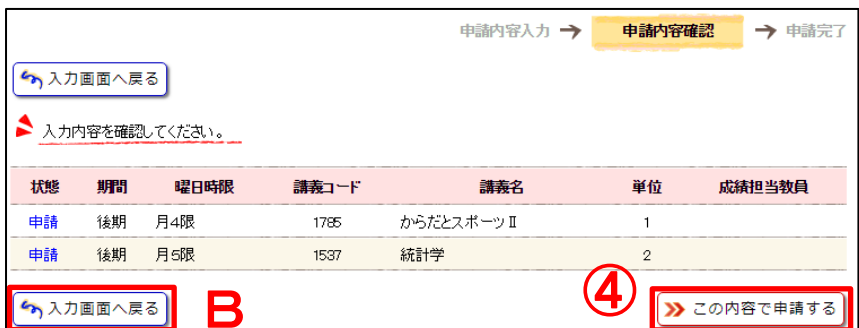 申請内容入力 → 申請内容確認 → 申請完了
入力画面へ戻る
入力内容を確認してください。
状態 期間 曜日時限 講義コード 講義名 単位 成績担当教員
申請 後期 月4限 1785 からだとスポーツⅡ 1
申請 後期 月5限 1537 統計学 2
入力画面へ戻る B ④ この内容で申請する